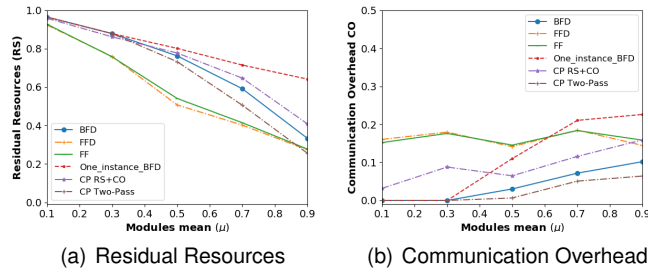 Residual Resources (RS)
1.0
0.8
0.6
0.4
0.2
0.0
BFD
FFD
FF
One_instance_BFD
CP RS+CO
CP Two-Pass
0.1 0.3 0.5 0.7 0.9
Modules mean (μ)
(a) Residual Resources
Communication Overhead CO
0.5
0.4
0.3
0.2
0.1
0.0
BFD
FFD
FF
One_instance_BFD
CP RS+CO
CP Two-Pass
0.1 0.3 0.5 0.7 0.9
Modules mean (μ)
(b) Communication Overhead